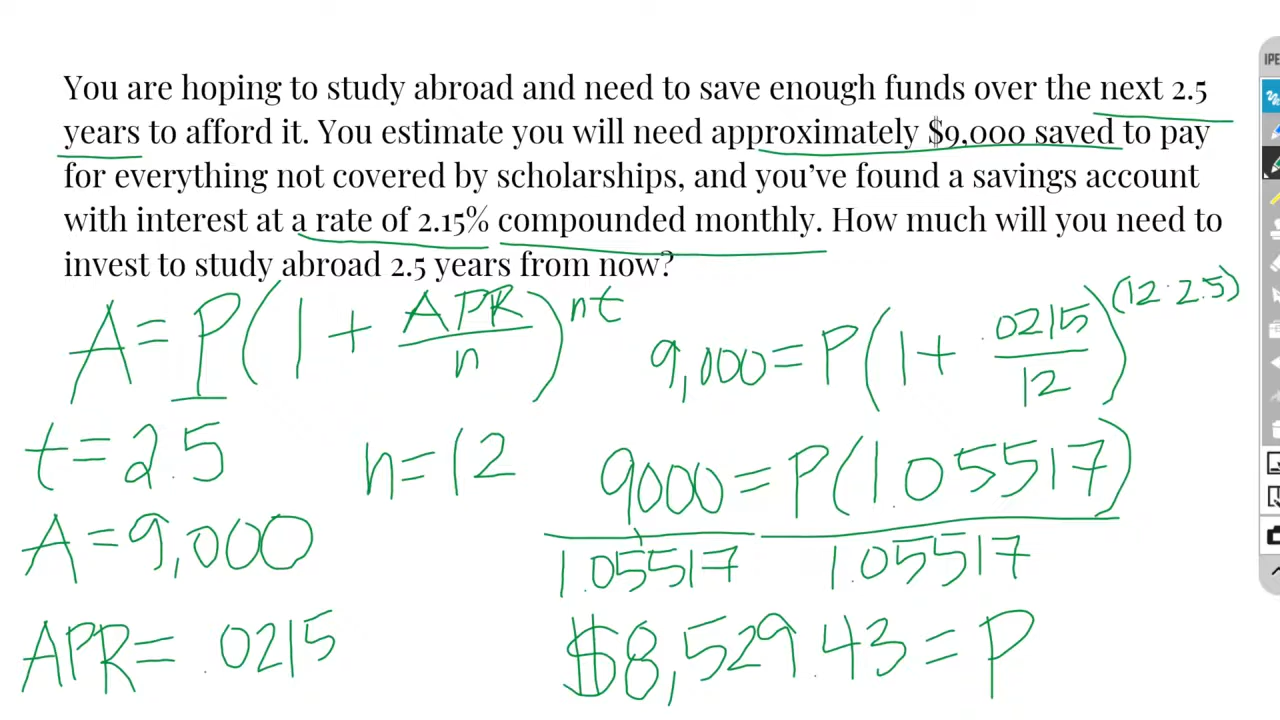 You are hoping to study abroad and need to save enough funds over the next 2.5
years to afford it. You estimate you will need approximately $9,000 saved to pay
for everything not covered by scholarships, and you've found a savings account
with interest at a rate of 2.15% compounded monthly. How much will you need to
invest to study abroad 2.5 years from now?
A = P(1 + APR/n)^nt
t = 2.5
n = 12
A = 9,000
APR = .0215
9,000 = P(1 + .0215/12)^(12·2.5)
9000 = P(1.05517)
1.05517 1.05517
$8,529.43 = P
IPE